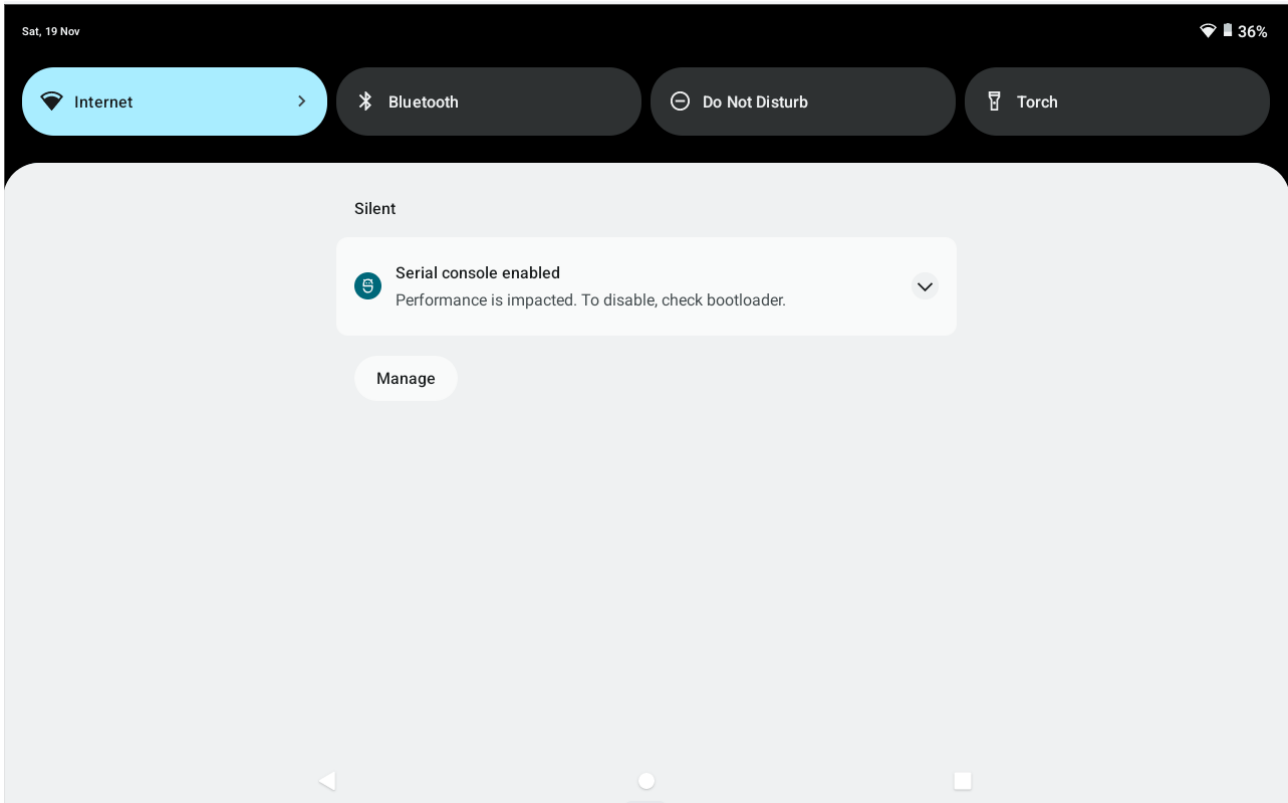 Sat, 19 Nov
36%
Internet
Bluetooth
Do Not Disturb
Torch
Silent
Serial console enabled
Performance is impacted. To disable, check bootloader.
Manage